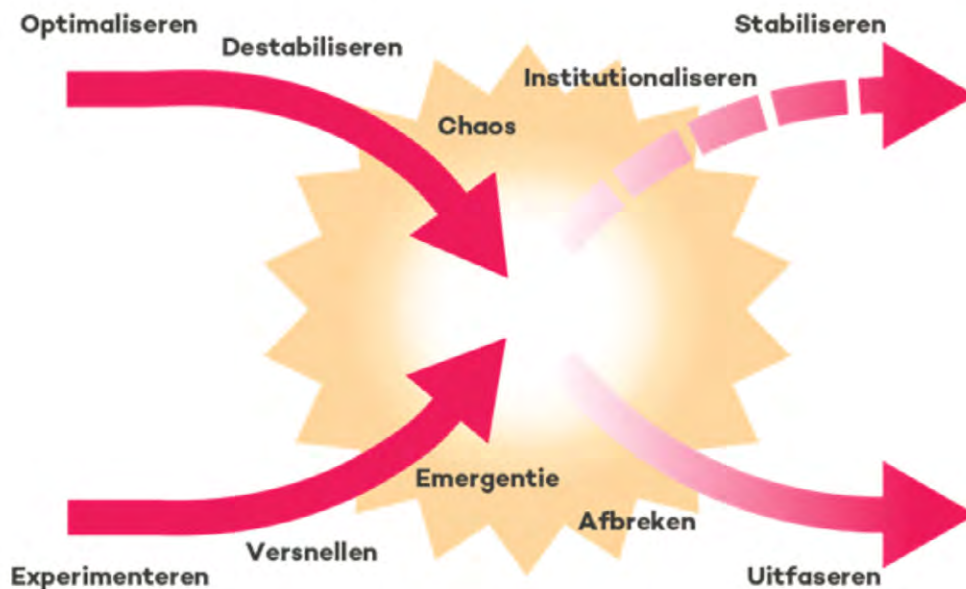 Optimaliseren
Destabiliseren
Chaos
Institutionaliseren
Stabiliseren
Experimenteren
Versnellen
Emergentie
Afbreken
Uitfaseren